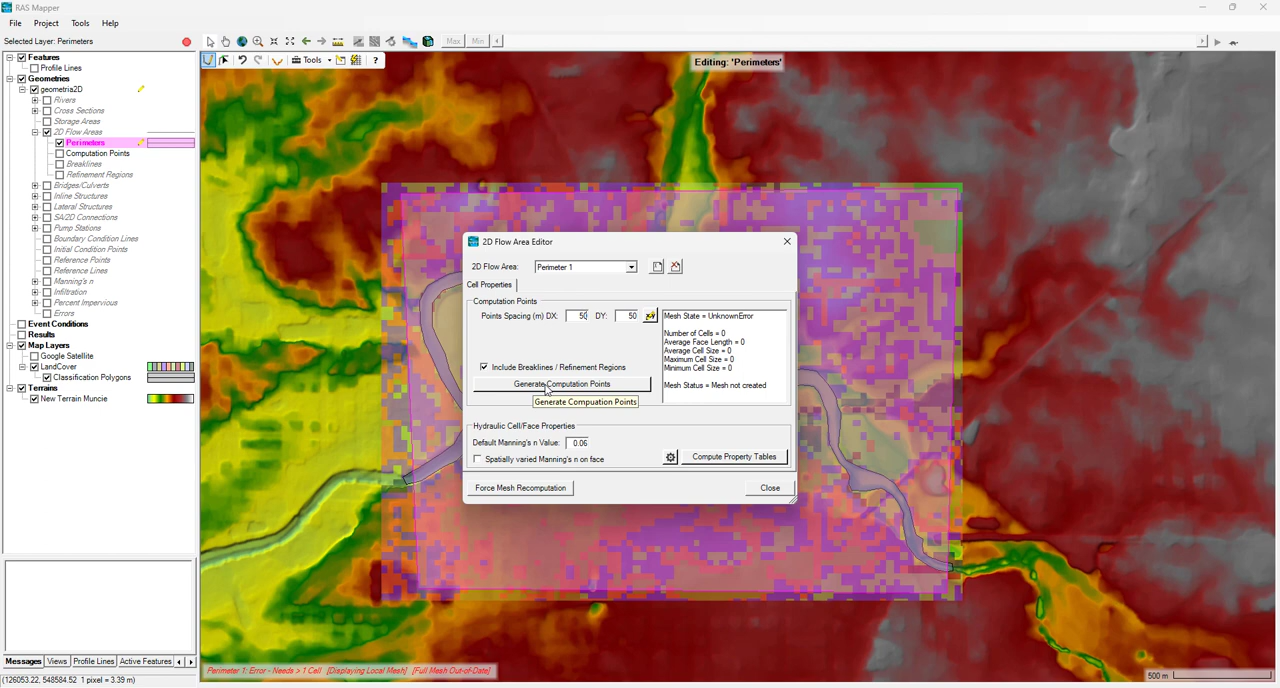 RAS Mapper
File Project Tools Help
Selected Layer: Perimeters
Max Min
Tools ?
Editing: 'Perimeters'
Features
Profile Lines
Geometries
geometria2D
Rivers
Cross Sections
Storage Areas
2D Flow Areas
Perimeters
Computation Points
Breaklines
Refinement Regions
Bridges/Culverts
Inline Structures
Lateral Structures
SA/2D Connections
Pump Stations
Boundary Condition Lines
Initial Condition Points
Reference Points
Reference Lines
Manning's n
Infiltration
Percent Impervious
Errors
Event Conditions
Results
Map Layers
Google Satellite
LandCover
Classification Polygons
Terrains
New Terrain Muncie
2D Flow Area Editor
2D Flow Area: Perimeter 1
Cell Properties
Computation Points
Points Spacing (m) DX: 50 DY: 50
Mesh State = UnknownError
Number of Cells = 0
Average Face Length = 0
Average Cell Size = 0
Maximum Cell Size = 0
Minimum Cell Size = 0
Mesh Status = Mesh not created
Include Breaklines / Refinement Regions
Generate Computation Points
Generate Compuation Points
Hydraulic Cell/Face Properties
Default Manning's n Value: 0.06
Spatially varied Manning's n on face
Compute Property Tables
Force Mesh Recomputation
Close
Messages Views Profile Lines Active Features
Perimeter 1: Error - Needs > 1 Cell [Displaying Local Mesh] [Full Mesh Out-of-Date]
500 m
(126053.22, 548584.52 1 pixel = 3.39 m)